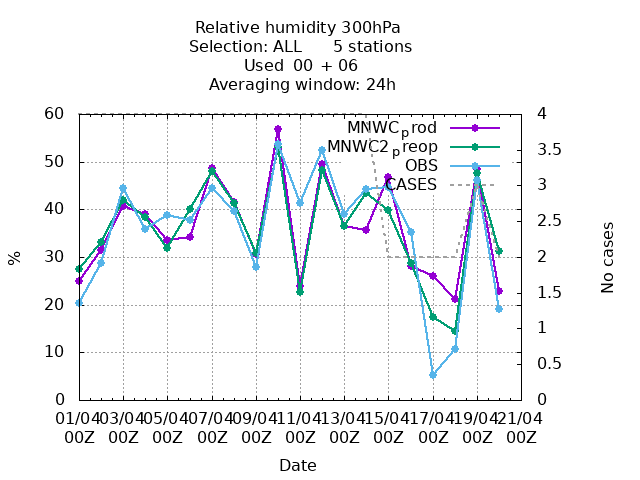 Relative humidity 300hPa
Selection: ALL 5 stations
Used 00 + 06
Averaging window: 24h
60 4
MNWCprod
MNWC2preop
50 3.5
OBS
CASES 3
40 2.5
30 2
20 1.5
1
10 0.5
0 0
%
No cases
01/04 03/04 05/04 07/04 09/04 11/04 13/04 15/04 17/04 19/04 21/04
00Z 00Z 00Z 00Z 00Z 00Z 00Z 00Z 00Z 00Z 00Z
Date